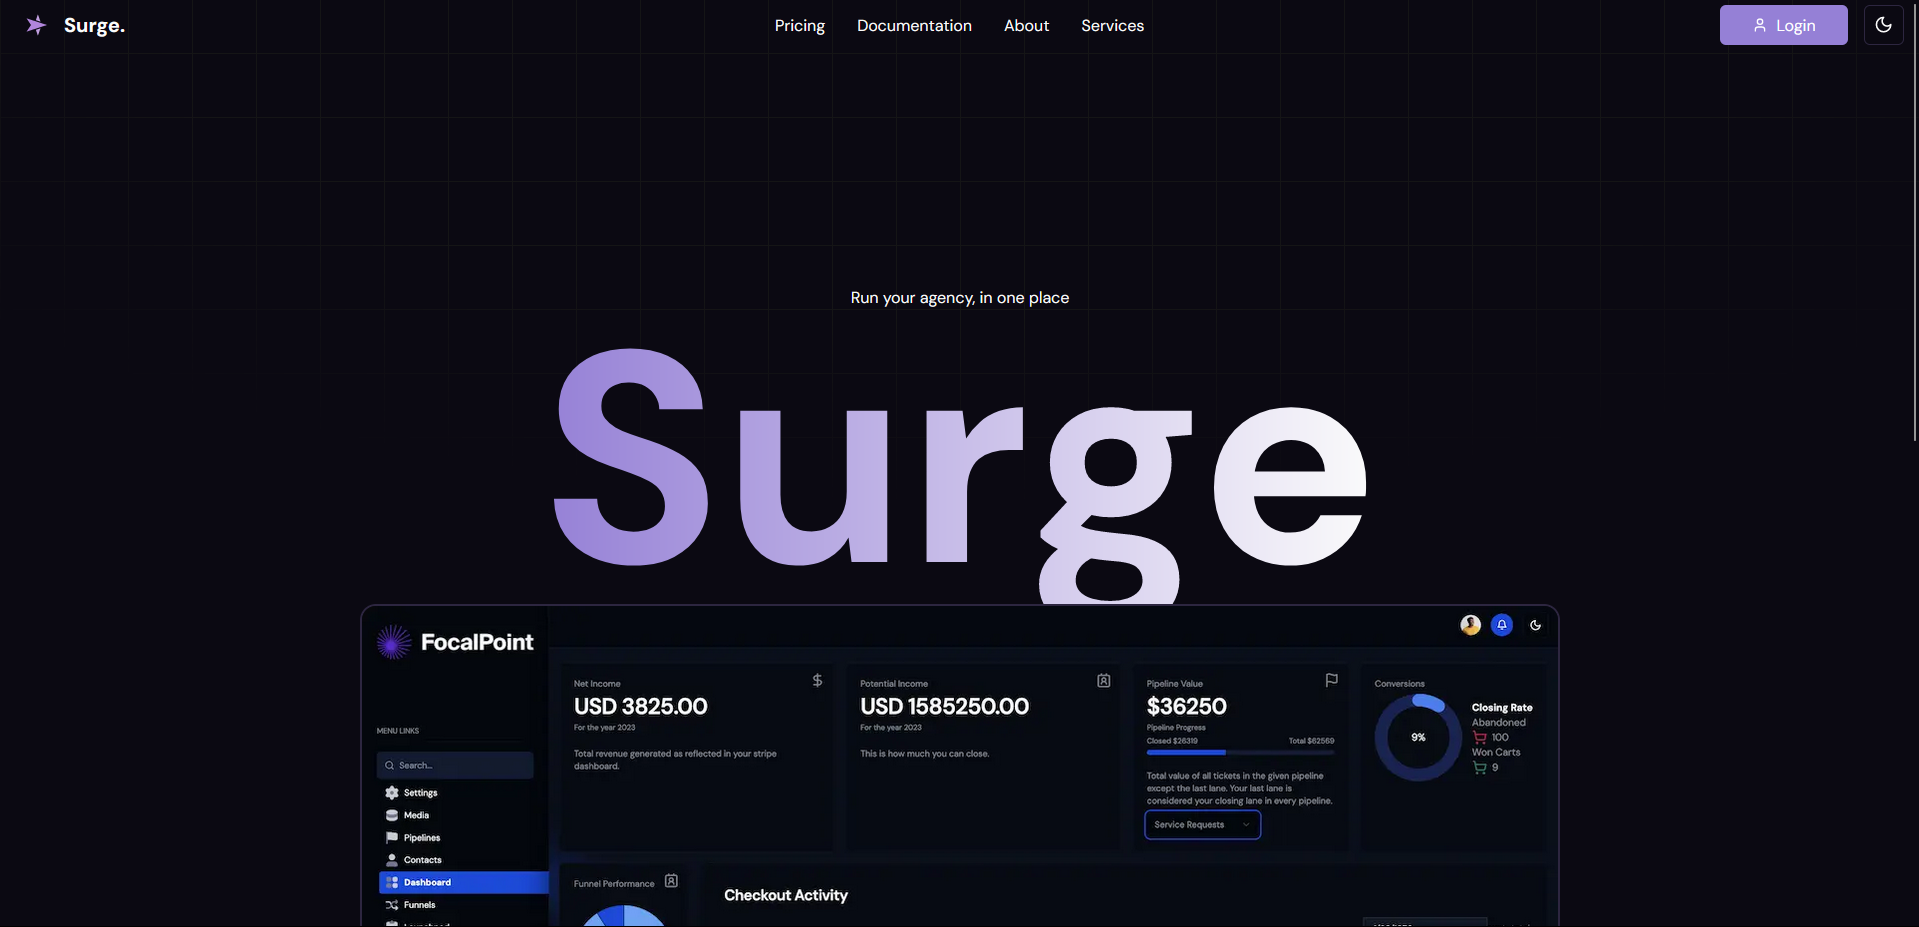 Surge.
Pricing
Documentation
About
Services
Login
Run your agency, in one place
Surge
FocalPoint
MENU LINKS
Search...
Settings
Media
Pipelines
Contacts
Dashboard
Funnels
Net Income
USD 3825.00
For the year 2023
Total revenue generated as reflected in your stripe
dashboard.
Potential Income
USD 1585250.00
For the year 2023
This is how much you can close.
Pipeline Value
$36250
Pipeline Progress
Closed $26319
Total $62569
Total value of all tickets in the given pipeline
except the last lane. Your last lane is
considered your closing lane in every pipeline.
Service Requests
Conversions
9%
Closing Rate
Abandoned
100
Won Carts
9
Funnel Performance
Checkout Activity